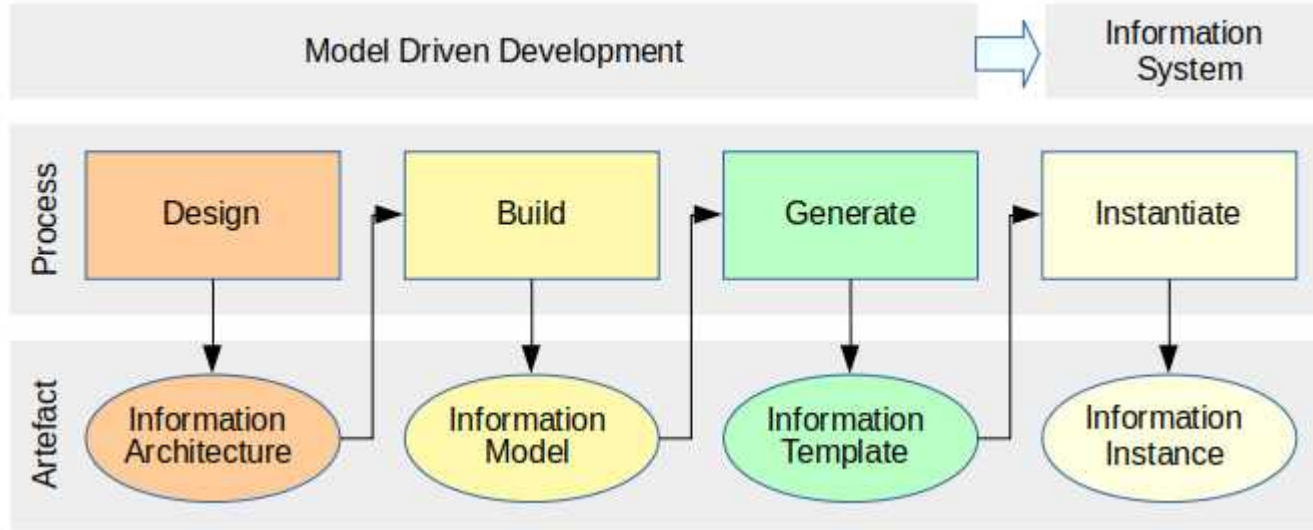 Model Driven Development
Information
System
Process
Design
Build
Generate
Instantiate
Artefact
Information
Architecture
Information
Model
Information
Template
Information
Instance